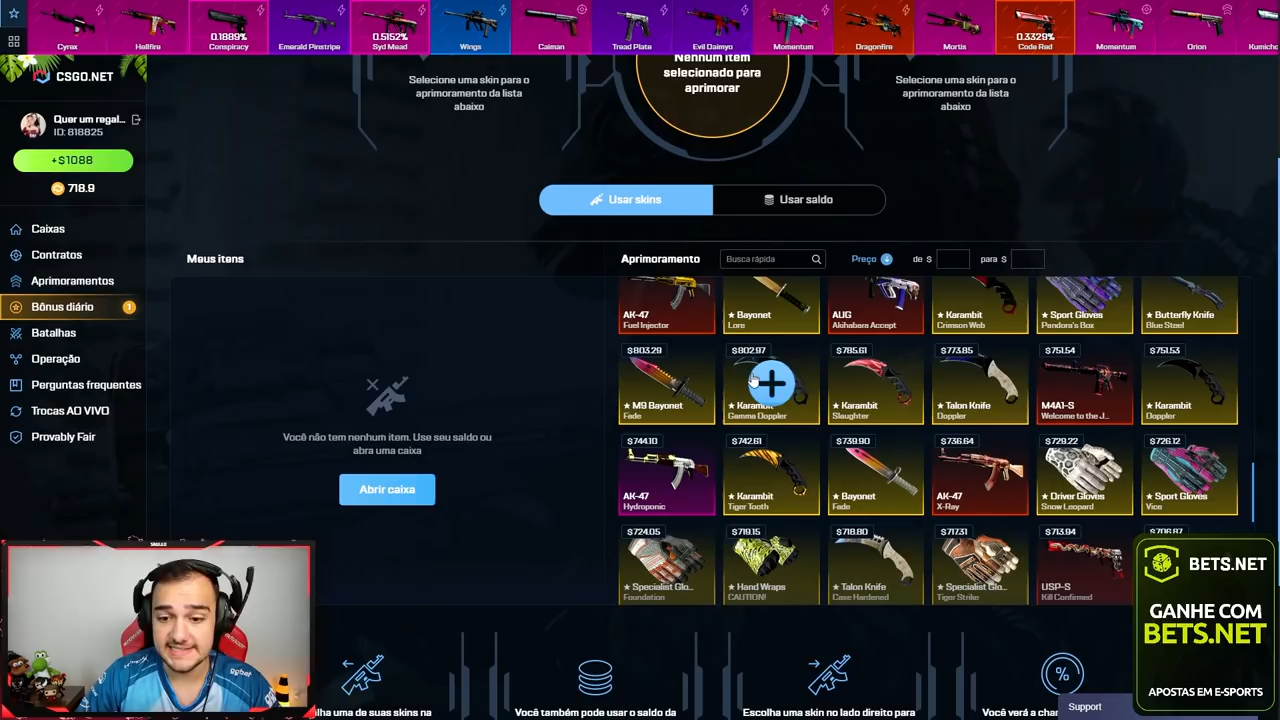 Cyrex
Hellfire
0.1889%
Conspiracy
Emerald Pinstripe
0.5152%
Syd Mead
Wings
Caiman
Tread Plate
Evil Daimyo
Momentum
Dragonfire
Mortis
0.3329%
Code Red
Momentum
Orion
CSGO.NET
Quer um regal...
ID: 818825
+$1088
718.9
Caixas
Contratos
Aprimoramentos
Bônus diário
1
Batalhas
Operação
Perguntas frequentes
Trocas AO VIVO
Provably Fair
Selecione uma skin para o
aprimoramento da lista
abaixo
Nenhum item
selecionado para
aprimorar
Selecione uma skin para o
aprimoramento da lista
abaixo
Usar skins
Usar saldo
Meus itens
Aprimoramento
Busca rápida
Preço
de $
para $
Você não tem nenhum item. Use seu saldo ou
abra uma caixa
Abrir caixa
AK-47
Fuel Injector
★ Bayonet
Lore
AUG
Akihabara Accept
★ Karambit
Crimson Web
★ Sport Gloves
Pandora's Box
★ Butterfly Knife
Blue Steel
$803.29
★ M9 Bayonet
Fade
$802.97
★ Karambit
Gamma Doppler
$785.61
★ Karambit
Slaughter
$773.85
★ Talon Knife
Doppler
$751.54
M4A1-S
Welcome to the J...
$751.53
★ Karambit
Doppler
$744.10
AK-47
Hydroponic
$742.61
★ Karambit
Tiger Tooth
$739.90
★ Bayonet
Fade
$736.64
AK-47
X-Ray
$729.22
★ Driver Gloves
Snow Leopard
$726.12
★ Sport Gloves
Vice
$724.05
★ Specialist Glo...
Foundation
$719.15
★ Hand Wraps
CAUTION!
$718.80
★ Talon Knife
Case Hardened
$717.31
★ Specialist Glo...
Tiger Strike
$713.94
USP-S
Kill Confirmed
$706.87
lha uma de suas skins na
Você também pode usar o saldo da
Escolha uma skin no lado direito para
Você verá a chan
%
Support
BETS.NET
GANHE COM
BETS.NET
APOSTAS EM E-SPORTS